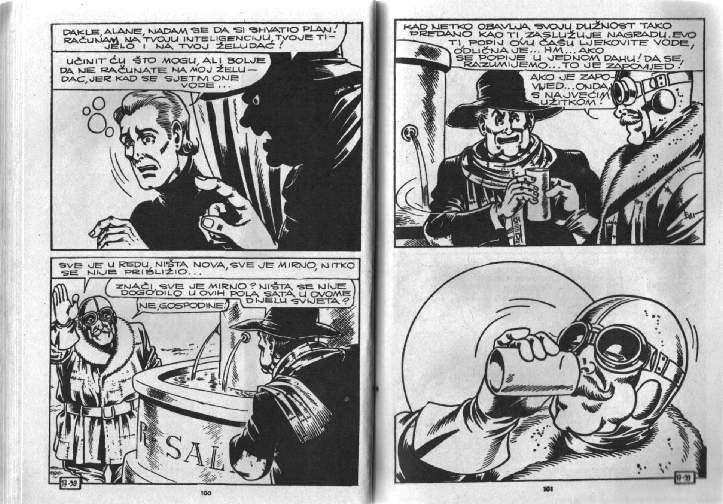 DAKLE, ALANE, NADAM SE DA SI SHVATIO PLAN!
RAČUNAM NA TVOJU INTELIGENCIJU, TVOJE TI-
JELO I NA TVOJ ŽELUDAC!
UČINIT ĆU ŠTO MOGU, ALI BOLJE
DA NE RAČUNATE NA MOJ ŽELU-
DAC, JER KAD SE SJETIM ONE
VODE...
SVE JE U REDU, NIŠTA NOVA, SVE JE MIRNO, NITKO
SE NIJE PRIBLIŽIO...
ZNAČI, SVE JE MIRNO? NIŠTA SE NIJE
DOGODILO U OVIH POLA SATA U OVOME
DIJELU SVIJETA?
NE, GOSPODINE!
SAL
100
KAD NETKO OBAVLJA SVOJU DUŽNOST TAKO
PREDANO KAO TI, ZASLUŽUJE NAGRADU. EVO
TI, POPIJ OVU ČAŠU LJEKOVITE VODE,
ODLIČNA JE... HM... AKO
SE POPIJE U JEDNOM DAHU! DA SE
RAZUMIJEMO... TO JE ZAPOVIJED!
AKO JE ZAPO-
VIJED... ONDA
S NAJVEĆIM
UŽITKOM!
101